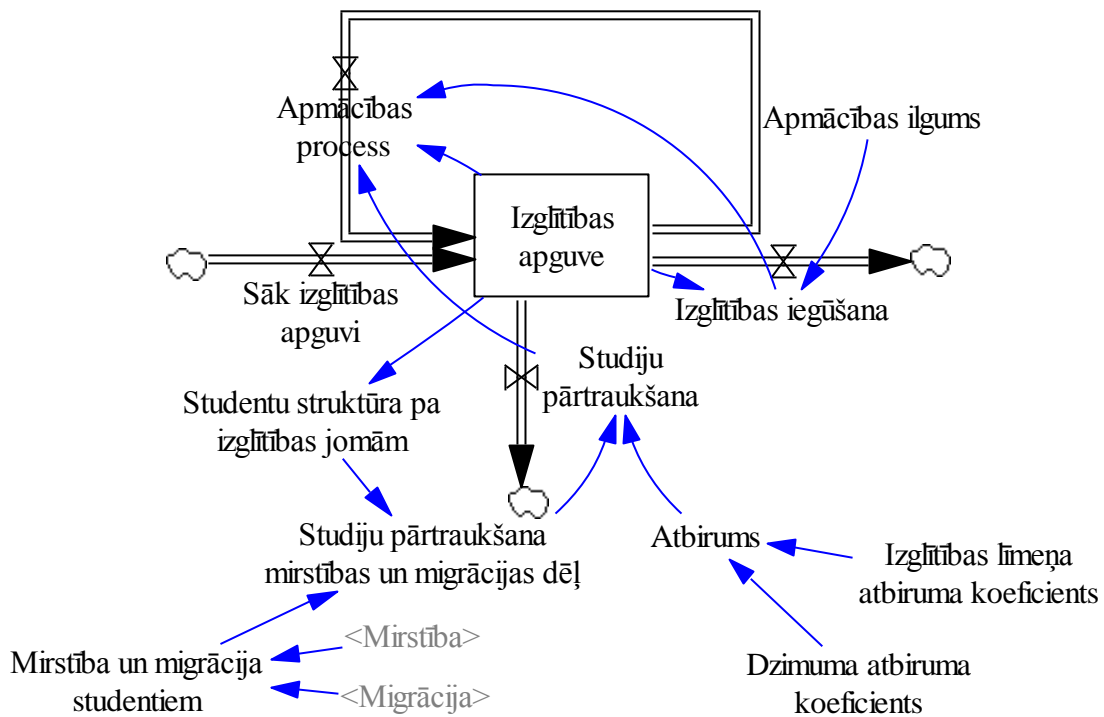 Apmācības
process
Apmācības ilgums
Izglītības
apguve
Sāk izglītības
apguvi
Izglītības iegūšana
Studiju
pārtraukšana
Studentu struktūra pa
izglītības jomām
Studiju pārtraukšana
mirstības un migrācijas dēļ
Atbirums
Izglītības līmeņa
atbiruma koeficients
<Mirstība>
Mirstība un migrācija
studentiem
<Migrācija>
Dzimuma atbiruma
koeficients